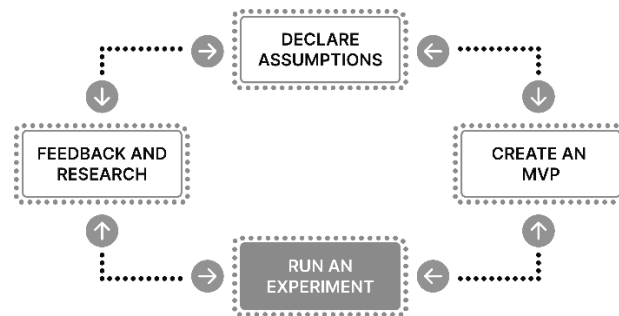 DECLARE
ASSUMPTIONS
FEEDBACK AND
RESEARCH
CREATE AN
MVP
RUN AN
EXPERIMENT